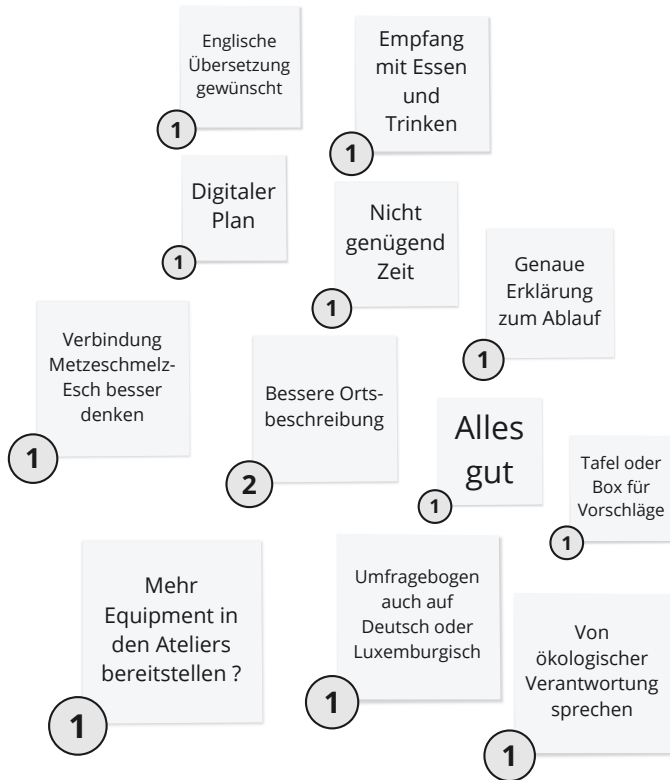 Englische
Übersetzung
gewünscht
1
Empfang
mit Essen
und
Trinken
1
Digitaler
Plan
1
Nicht
genügend
Zeit
1
Genaue
Erklärung
zum Ablauf
1
Verbindung
Metzeschmelz-
Esch besser
denken
1
Bessere Orts-
beschreibung
2
Alles
gut
1
Tafel oder
Box für
Vorschläge
1
Mehr
Equipment in
den Ateliers
bereitstellen ?
1
Umfragebogen
auch auf
Deutsch oder
Luxemburgisch
1
Von
ökologischer
Verantwortung
sprechen
1